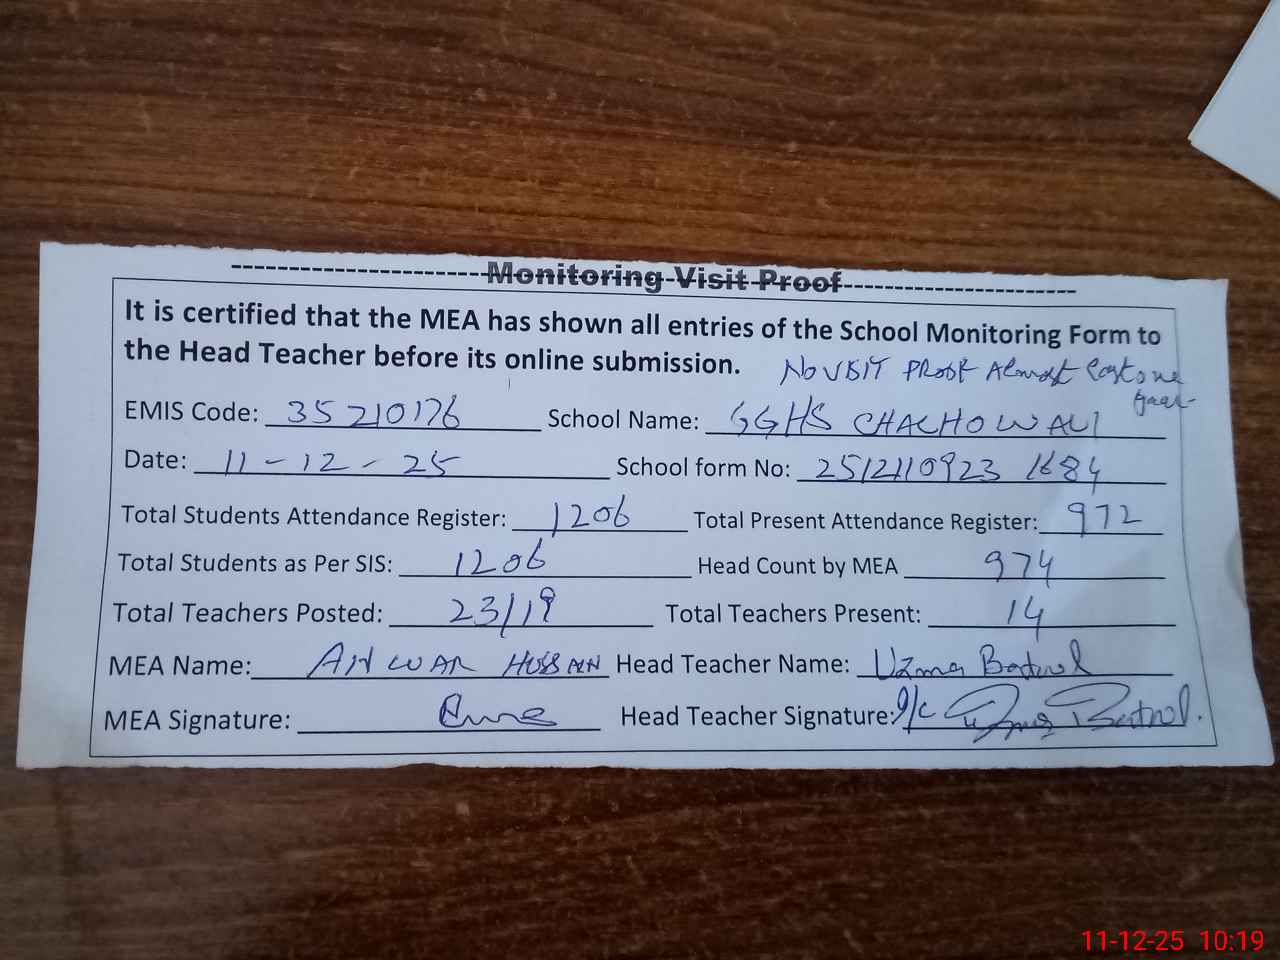 Monitoring Visit Proof
It is certified that the MEA has shown all entries of the School Monitoring Form to
the Head Teacher before its online submission.
No VISIT PROOF Almost Last one
year
EMIS Code: 35210176 School Name: GGHS CHACHOWALI
Date: 11-12-25 School form No: 2512110923 1684
Total Students Attendance Register: 1206 Total Present Attendance Register: 972
Total Students as Per SIS: 1206 Head Count by MEA 974
Total Teachers Posted: 23/19 Total Teachers Present: 14
MEA Name: ANWAR HUSSAIN Head Teacher Name: Uzma Batool
MEA Signature: Head Teacher Signature: I/c Uzma Batool.
11-12-25 10:19